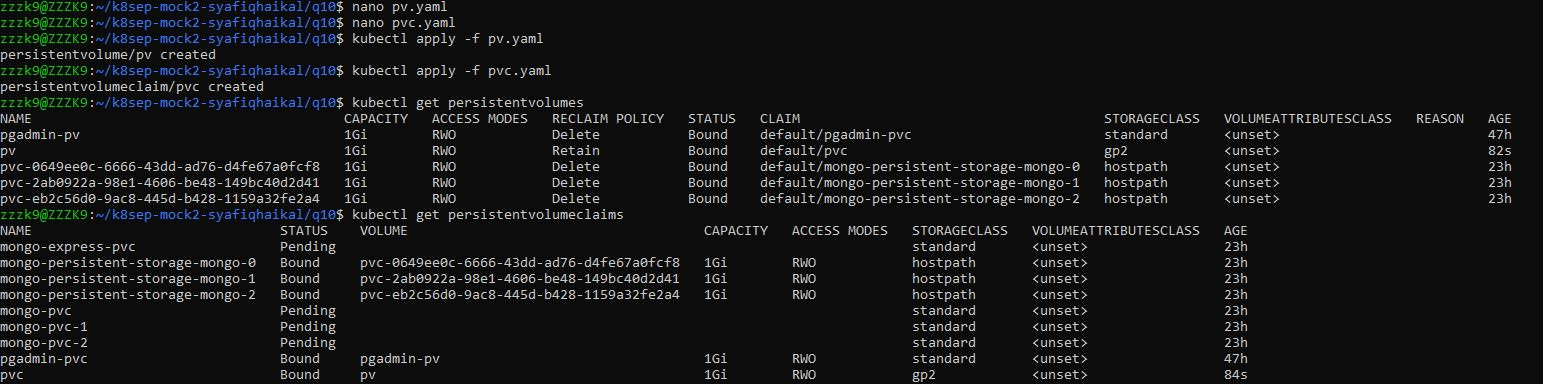 zzzk9@ZZZK9:~/k8sep-mock2-syafiqhaikal/q10$ nano pv.yaml
zzzk9@ZZZK9:~/k8sep-mock2-syafiqhaikal/q10$ nano pvc.yaml
zzzk9@ZZZK9:~/k8sep-mock2-syafiqhaikal/q10$ kubectl apply -f pv.yaml
persistentvolume/pv created
zzzk9@ZZZK9:~/k8sep-mock2-syafiqhaikal/q10$ kubectl apply -f pvc.yaml
persistentvolumeclaim/pvc created
zzzk9@ZZZK9:~/k8sep-mock2-syafiqhaikal/q10$ kubectl get persistentvolumes
NAME CAPACITY ACCESS MODES RECLAIM POLICY STATUS CLAIM STORAGECLASS VOLUMEATTRIBUTESCLASS REASON AGE
pgadmin-pv 1Gi RWO Delete Bound default/pgadmin-pvc standard <unset> 47h
pv 1Gi RWO Retain Bound default/pvc gp2 <unset> 82s
pvc-0649ee0c-6666-43dd-ad76-d4fe67a0fcf8 1Gi RWO Delete Bound default/mongo-persistent-storage-mongo-0 hostpath <unset> 23h
pvc-2ab0922a-98e1-4606-be48-149bc40d2d41 1Gi RWO Delete Bound default/mongo-persistent-storage-mongo-1 hostpath <unset> 23h
pvc-eb2c56d0-9ac8-445d-b428-1159a32fe2a4 1Gi RWO Delete Bound default/mongo-persistent-storage-mongo-2 hostpath <unset> 23h
zzzk9@ZZZK9:~/k8sep-mock2-syafiqhaikal/q10$ kubectl get persistentvolumeclaims
NAME STATUS VOLUME CAPACITY ACCESS MODES STORAGECLASS VOLUMEATTRIBUTESCLASS AGE
mongo-express-pvc Pending standard <unset> 23h
mongo-persistent-storage-mongo-0 Bound pvc-0649ee0c-6666-43dd-ad76-d4fe67a0fcf8 1Gi RWO hostpath <unset> 23h
mongo-persistent-storage-mongo-1 Bound pvc-2ab0922a-98e1-4606-be48-149bc40d2d41 1Gi RWO hostpath <unset> 23h
mongo-persistent-storage-mongo-2 Bound pvc-eb2c56d0-9ac8-445d-b428-1159a32fe2a4 1Gi RWO hostpath <unset> 23h
mongo-pvc Pending standard <unset> 23h
mongo-pvc-1 Pending standard <unset> 23h
mongo-pvc-2 Pending standard <unset> 23h
pgadmin-pvc Bound pgadmin-pv 1Gi RWO standard <unset> 47h
pvc Bound pv 1Gi RWO gp2 <unset> 84s